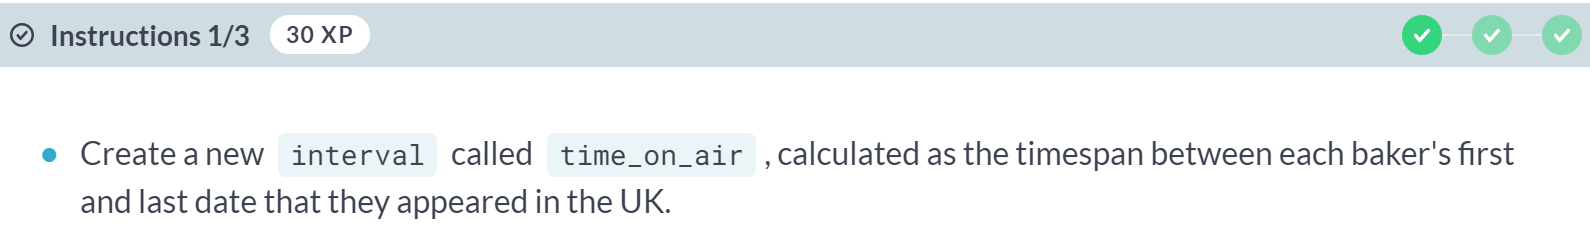 Instructions 1/3 30 XP
Create a new interval called time_on_air , calculated as the timespan between each baker's first
and last date that they appeared in the UK.